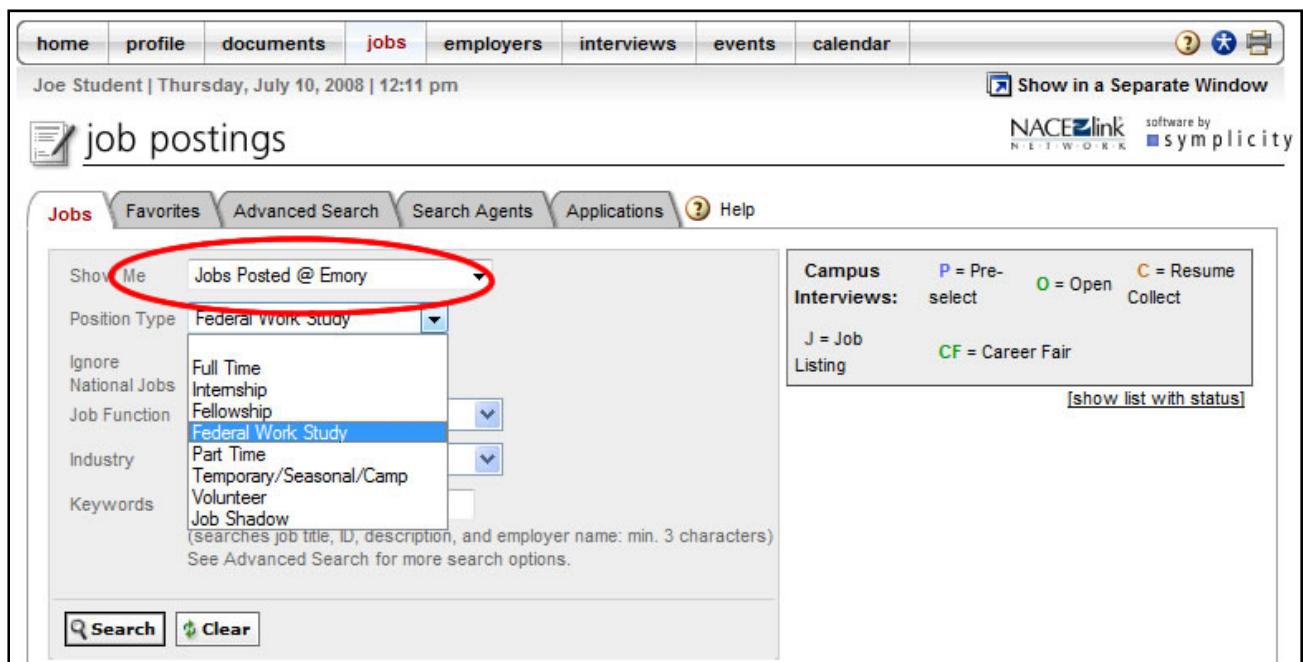 home profile documents jobs employers interviews events calendar
Joe Student | Thursday, July 10, 2008 | 12:11 pm Show in a Separate Window
job postings
NACElink
N·E·T·W·O·R·K
software by
symplicity
Jobs Favorites Advanced Search Search Agents Applications ? Help
Show Me Jobs Posted @ Emory
Position Type Federal Work Study
Ignore
National Jobs
Job Function
Industry
Keywords
Full Time
Internship
Fellowship
Federal Work Study
Part Time
Temporary/Seasonal/Camp
Volunteer
Job Shadow
(searches job title, ID, description, and employer name: min. 3 characters)
See Advanced Search for more search options.
Search Clear
Campus
Interviews:
P = Pre-
select
O = Open
C = Resume
Collect
J = Job
Listing
CF = Career Fair
[show list with status]